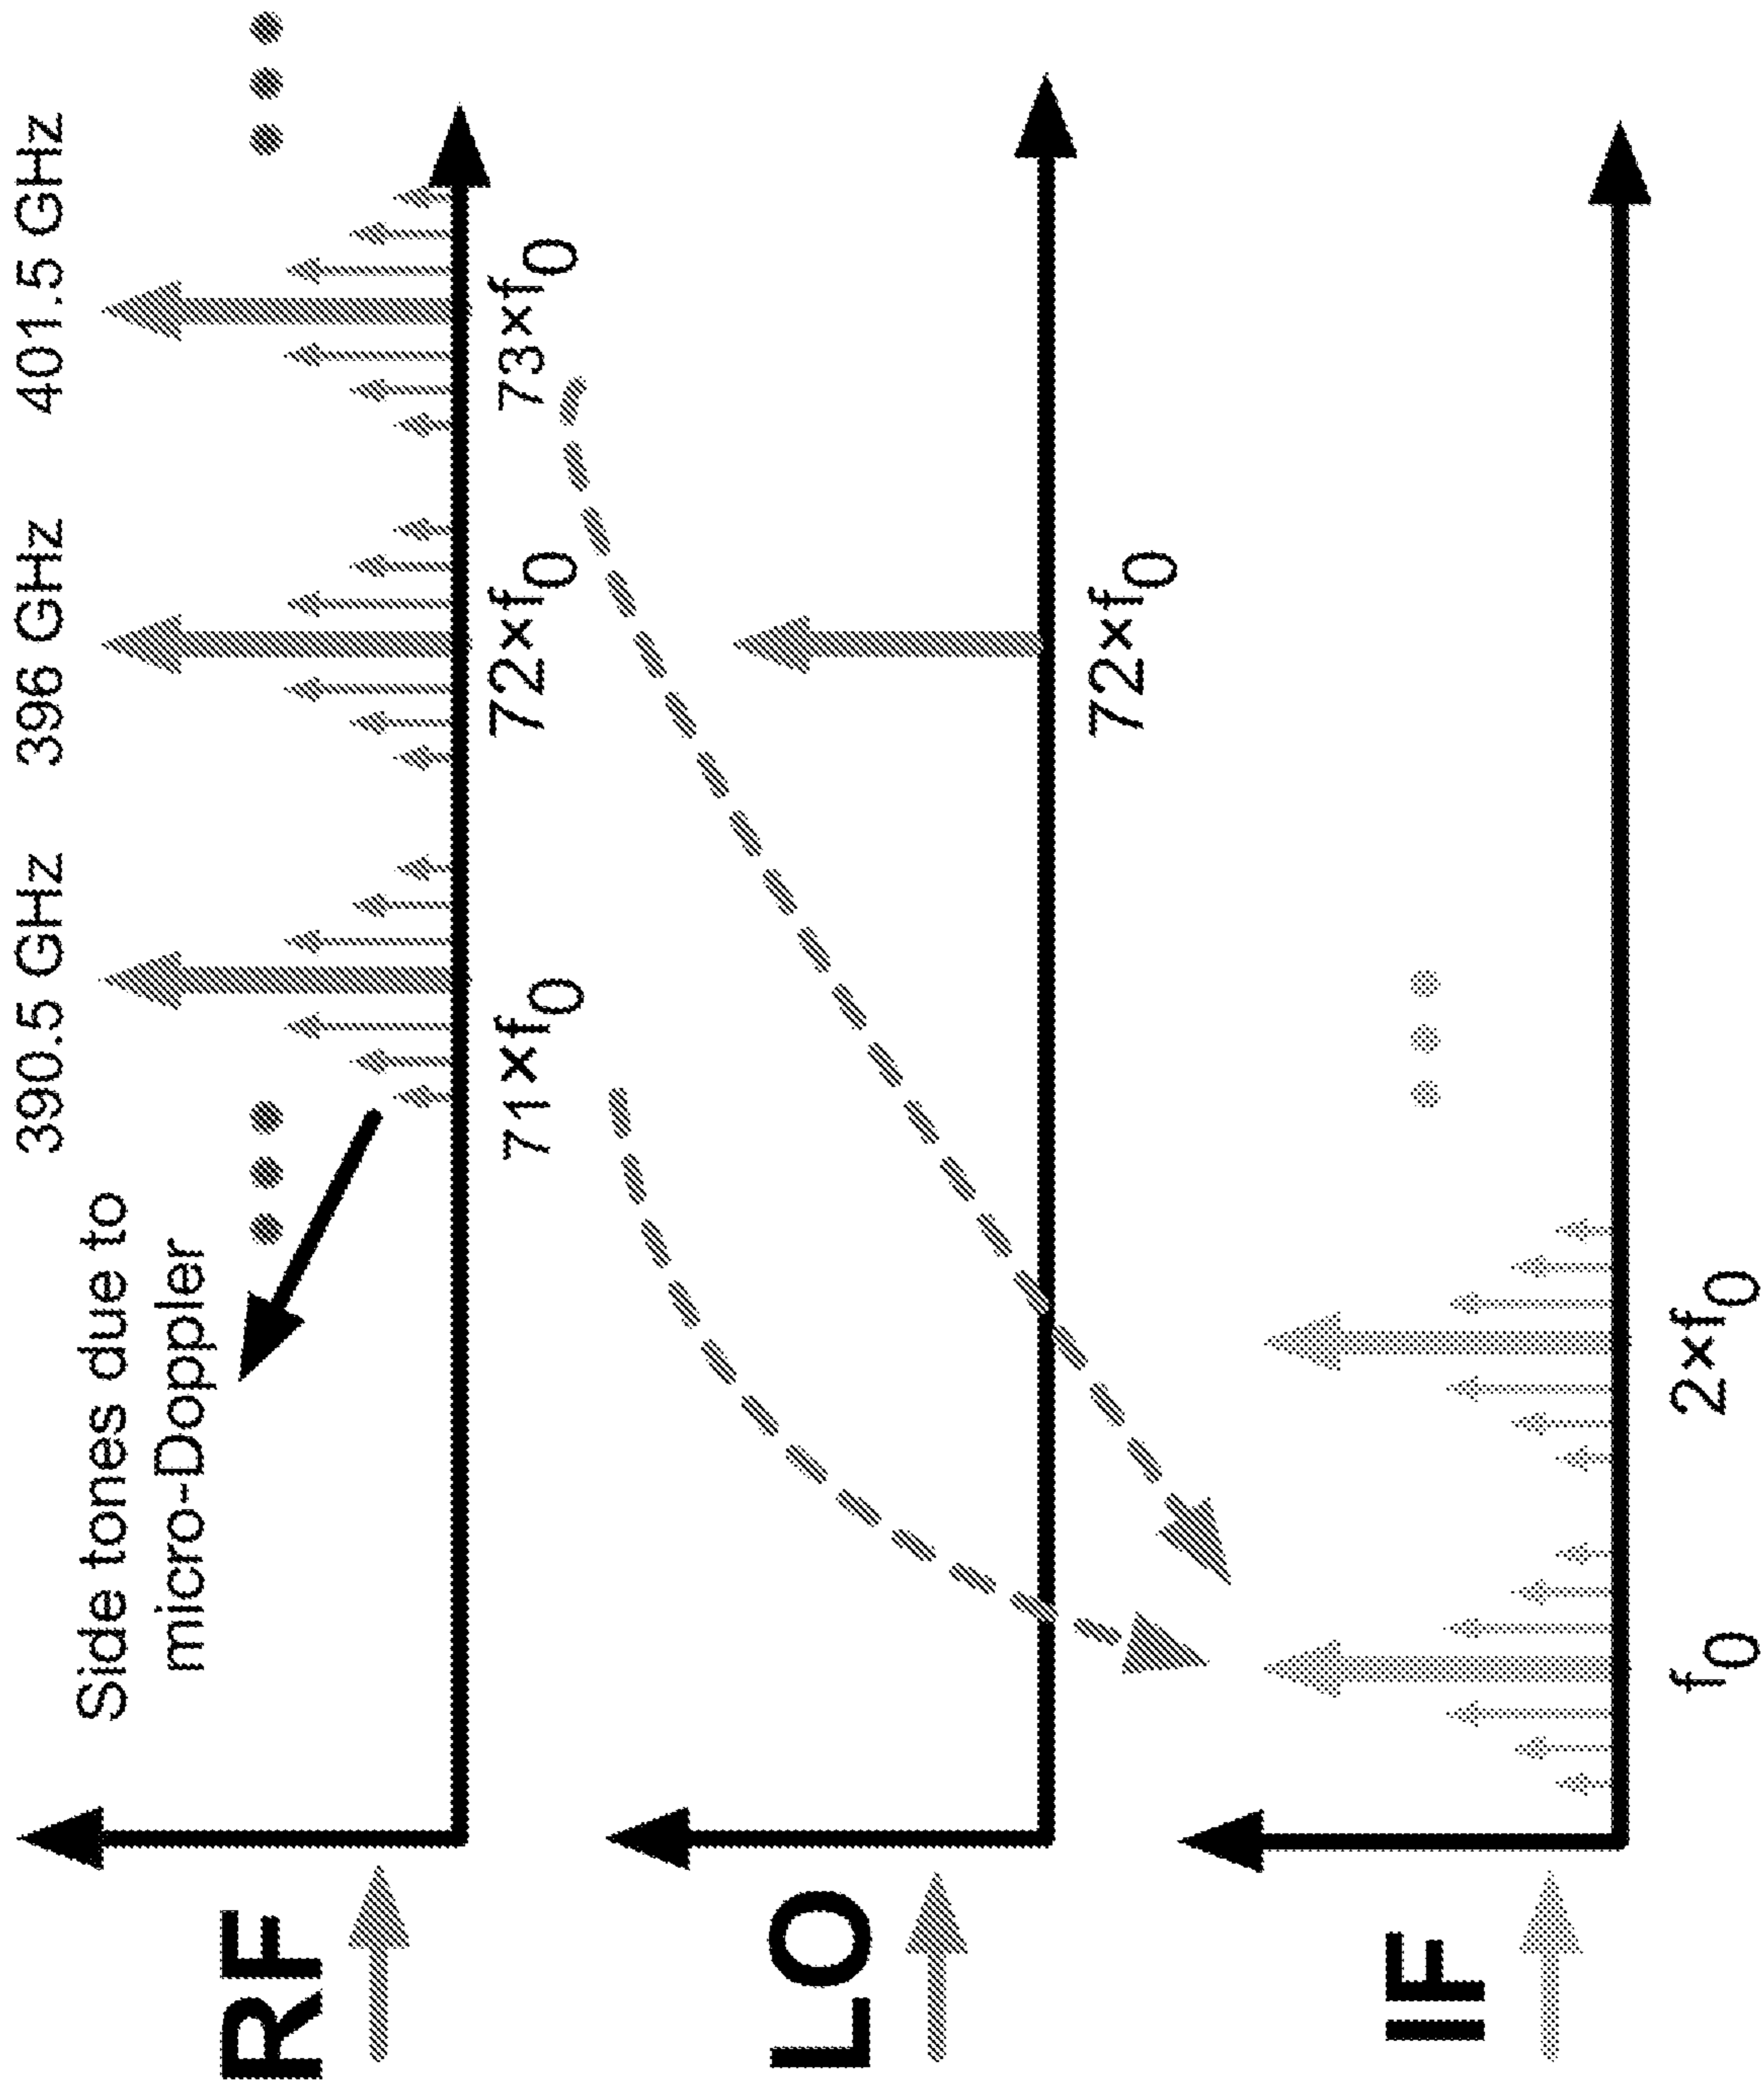 390.5 GHz 396 GHz 401.5 GHz
Side tones due to
micro-Doppler
RF
71×f0 72×f0 73×f0
LO
72×f0
IF
f0 2×f0